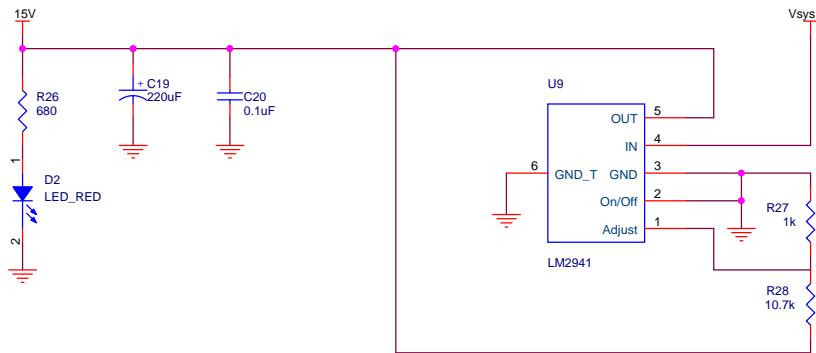 15V
Vsys
R26
680
+ C19
220uF
C20
0.1uF
1
D2
LED_RED
2
U9
OUT 5
IN 4
6 GND_T GND 3
On/Off 2
Adjust 1
LM2941
R27
1k
R28
10.7k